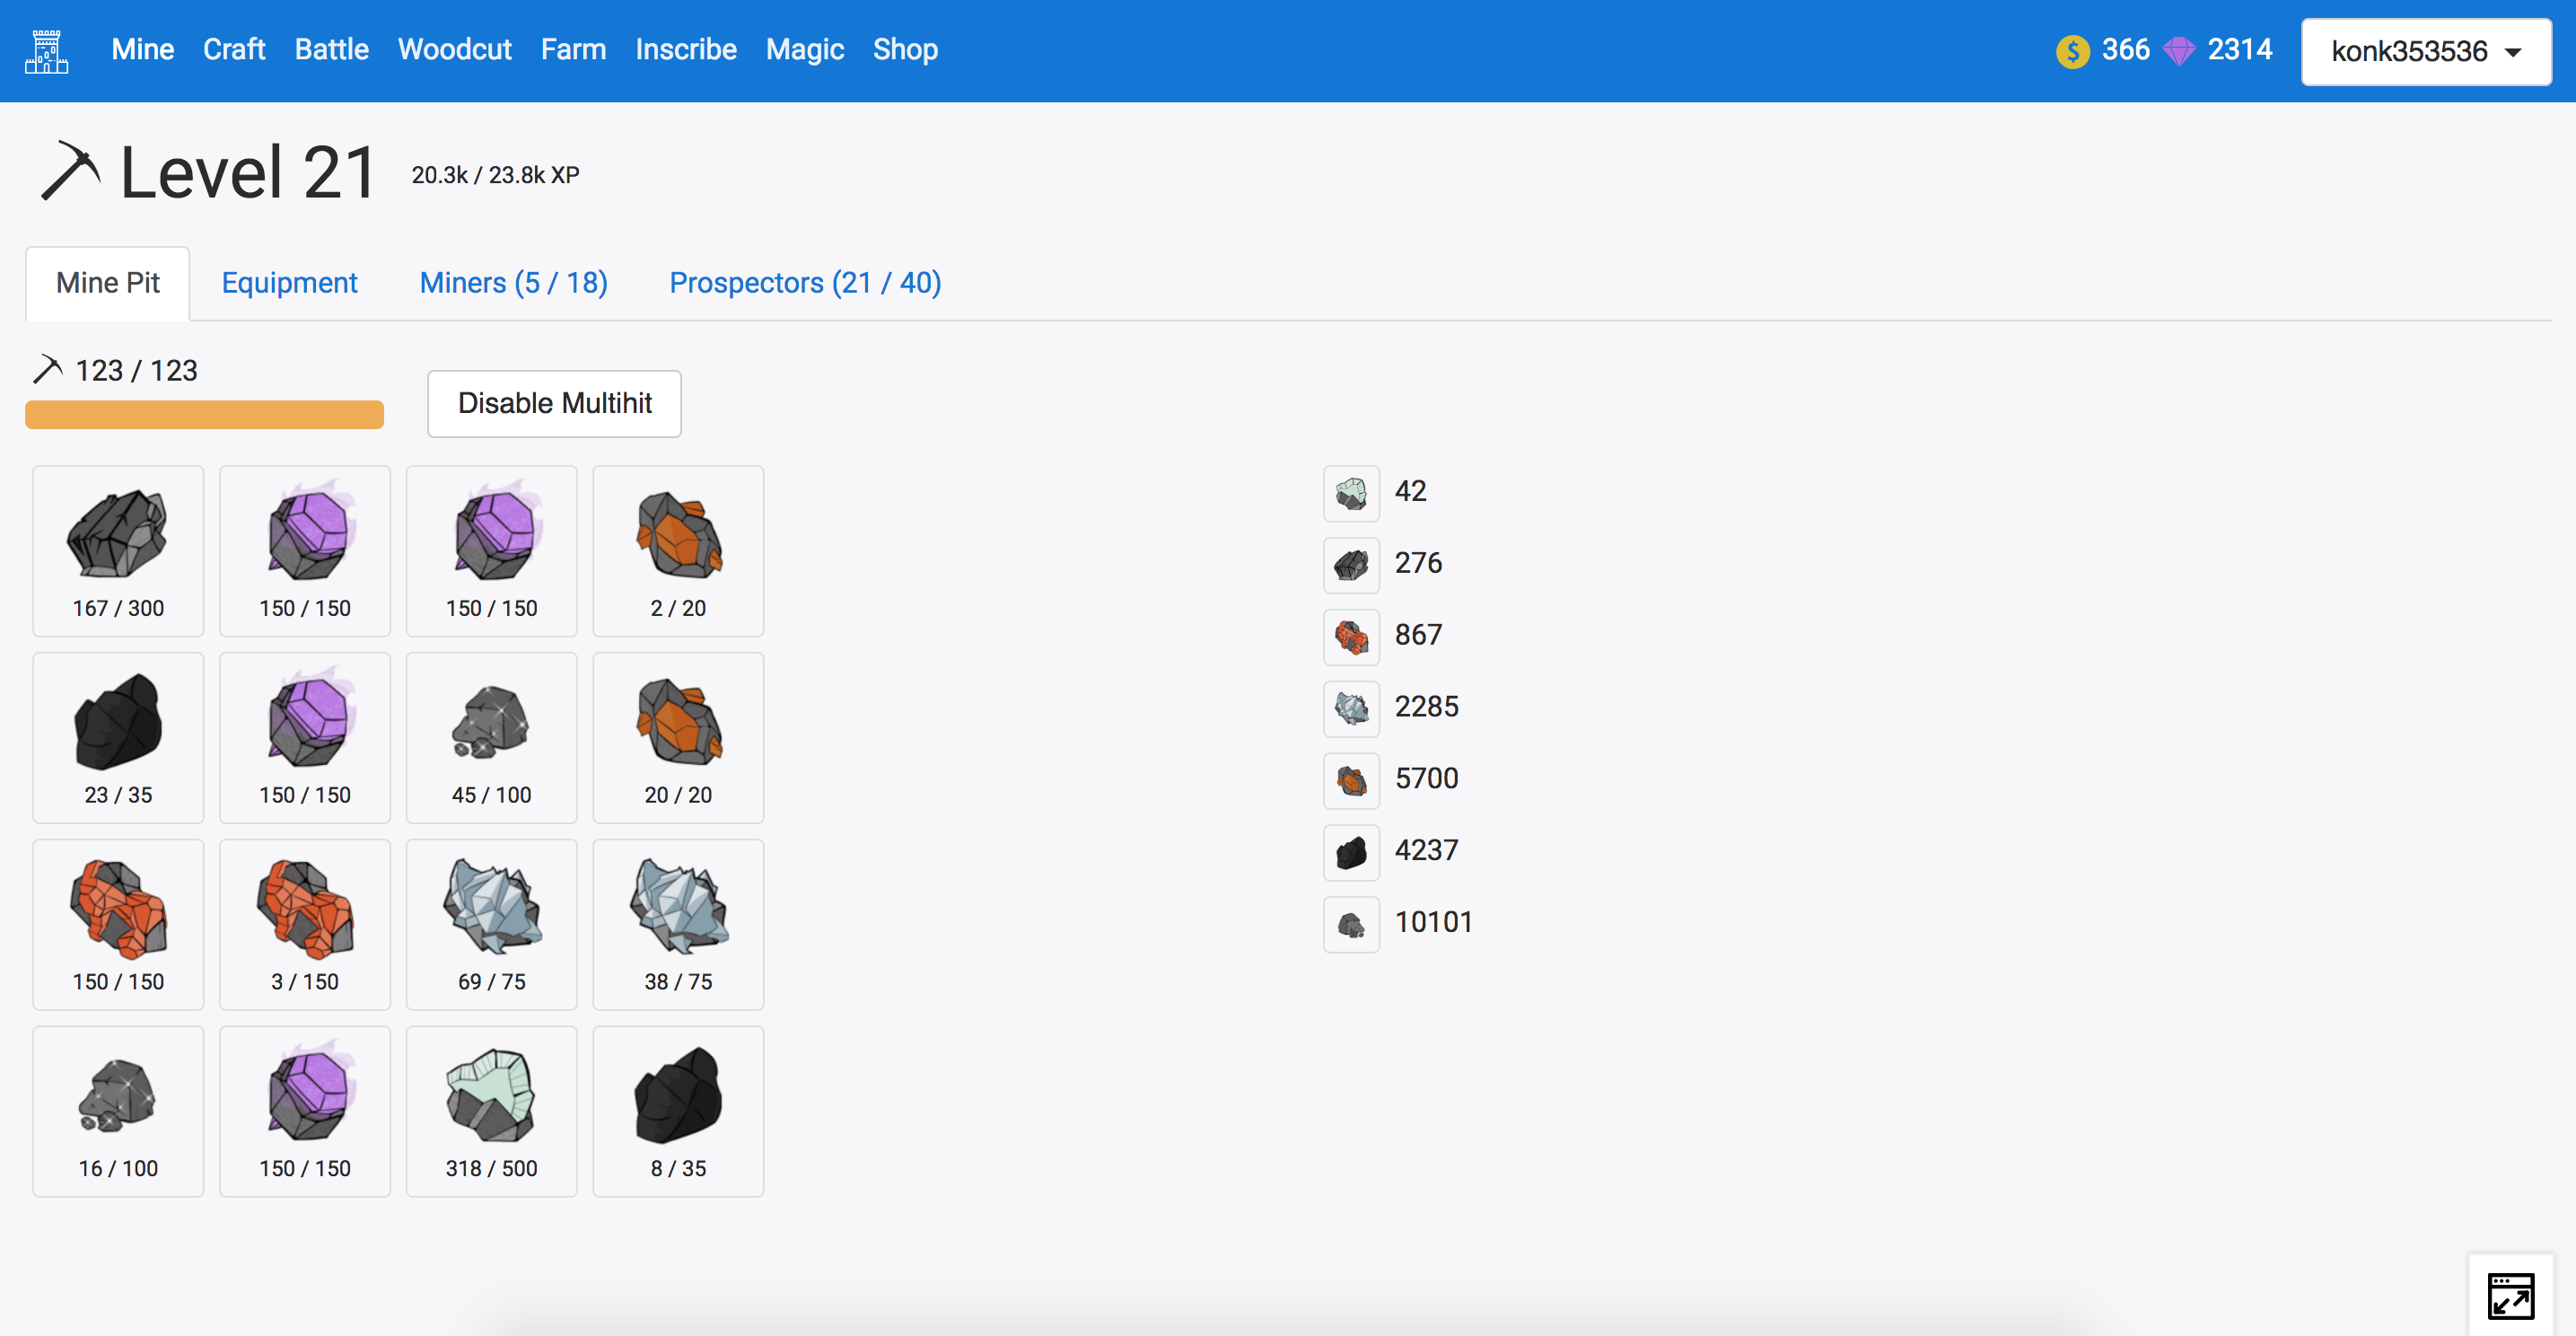 Mine Craft Battle Woodcut Farm Inscribe Magic Shop 366 2314 konk353536
Level 21 20.3k / 23.8k XP
Mine Pit Equipment Miners (5 / 18) Prospectors (21 / 40)
123 / 123
Disable Multihit
167 / 300 150 / 150 150 / 150 2 / 20
23 / 35 150 / 150 45 / 100 20 / 20
150 / 150 3 / 150 69 / 75 38 / 75
16 / 100 150 / 150 318 / 500 8 / 35
42
276
867
2285
5700
4237
10101